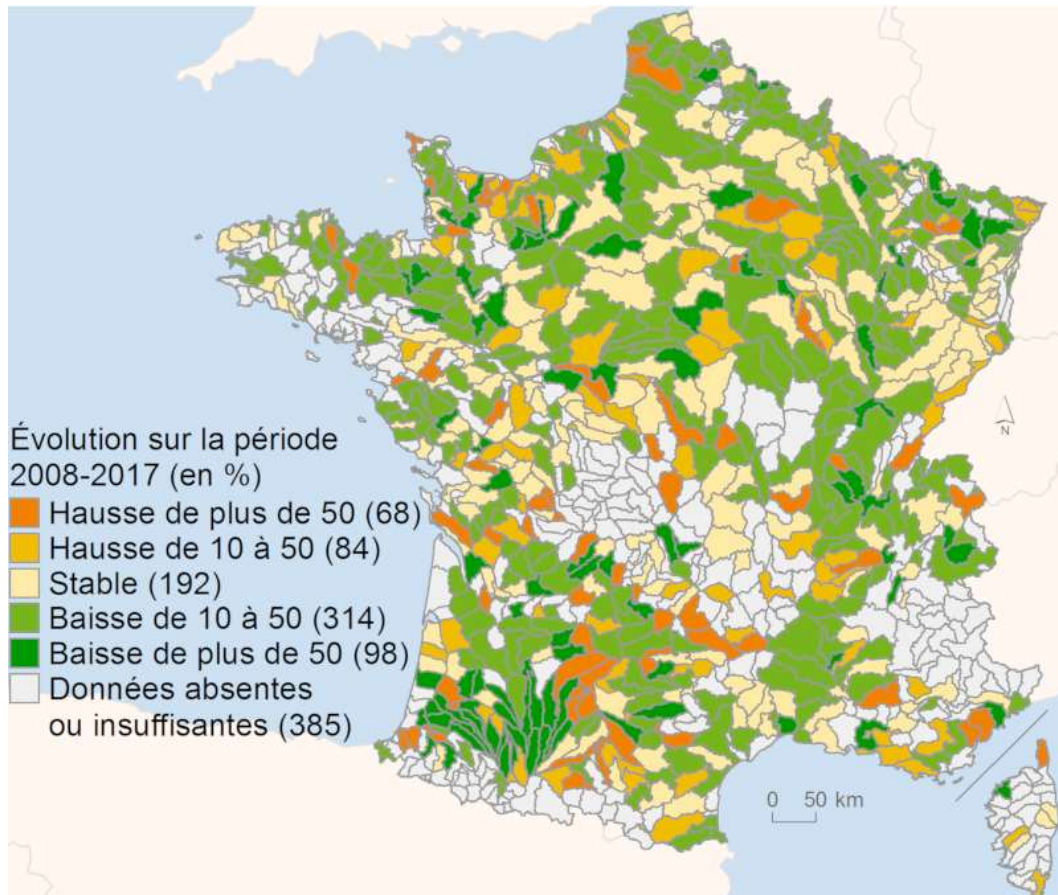 Évolution sur la période
2008-2017 (en %)
Hausse de plus de 50 (68)
Hausse de 10 à 50 (84)
Stable (192)
Baisse de 10 à 50 (314)
Baisse de plus de 50 (98)
Données absentes
ou insuffisantes (385)
N
0 50 km